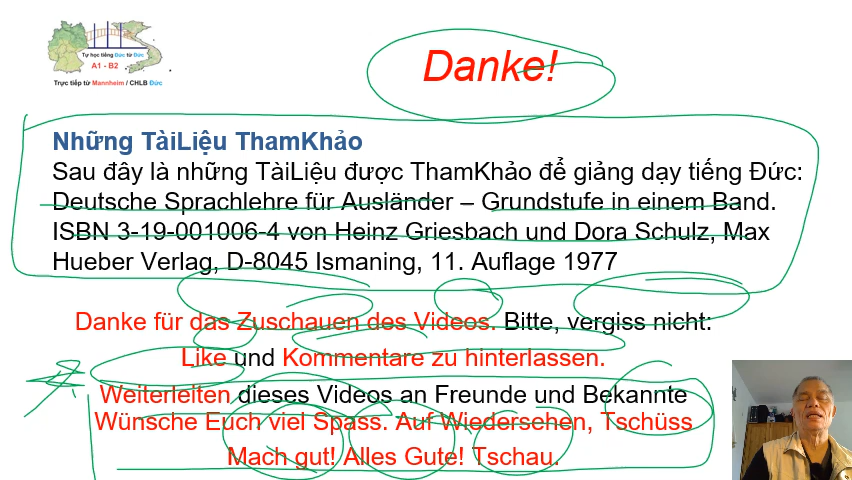 Tự học tiếng Đức từ Đức
A1 - B2
Trực tiếp từ Mannheim / CHLB Đức
Danke!
Những TàiLiệu ThamKhảo
Sau đây là những TàiLiệu được ThamKhảo để giảng dạy tiếng Đức:
Deutsche Sprachlehre für Ausländer – Grundstufe in einem Band.
ISBN 3-19-001006-4 von Heinz Griesbach und Dora Schulz, Max
Hueber Verlag, D-8045 Ismaning, 11. Auflage 1977
Danke für das Zuschauen des Videos. Bitte, vergiss nicht:
Like und Kommentare zu hinterlassen.
Weiterleiten dieses Videos an Freunde und Bekannte
Wünsche Euch viel Spass. Auf Wiedersehen, Tschüss
Mach gut! Alles Gute! Tschau.